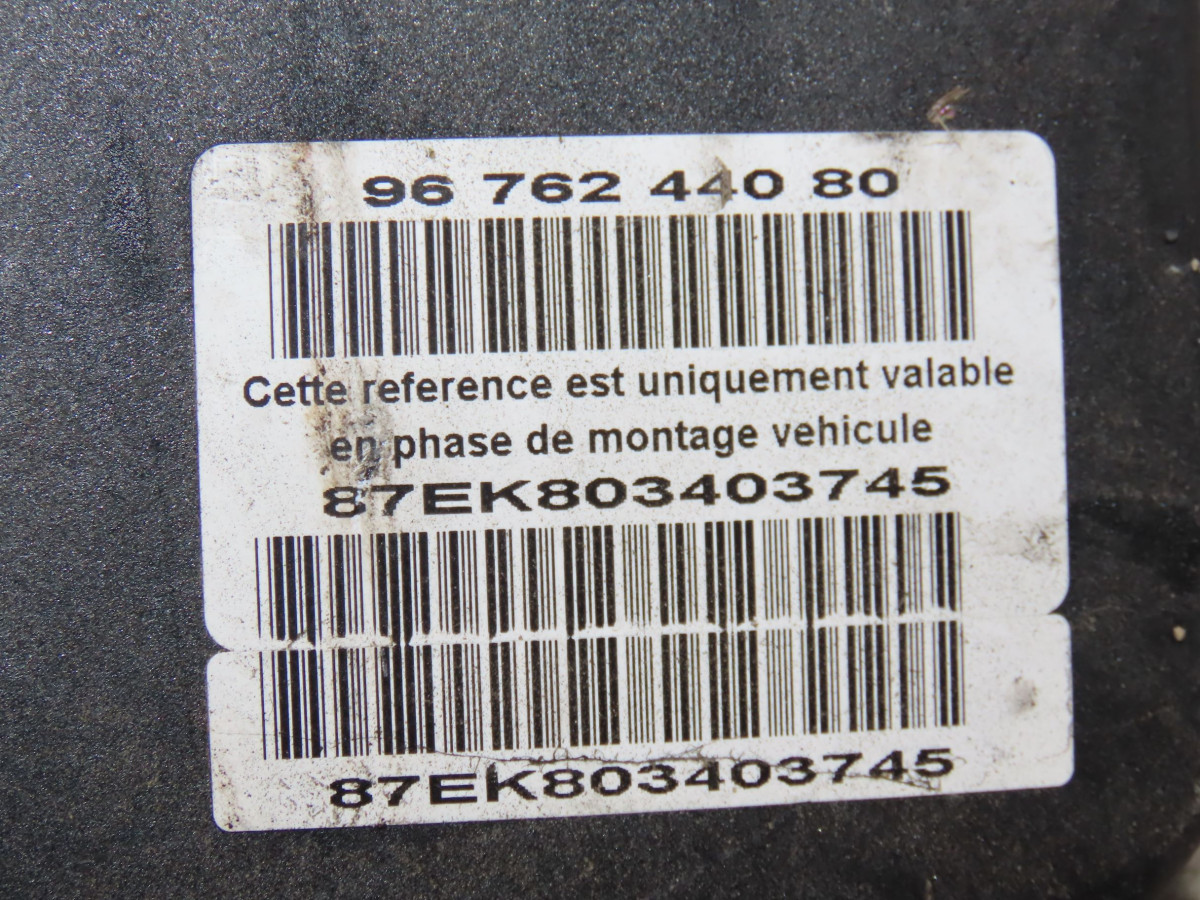 96 762 440 80
Cette reference est uniquement valable
en phase de montage vehicule
87EK803403745
87EK803403745